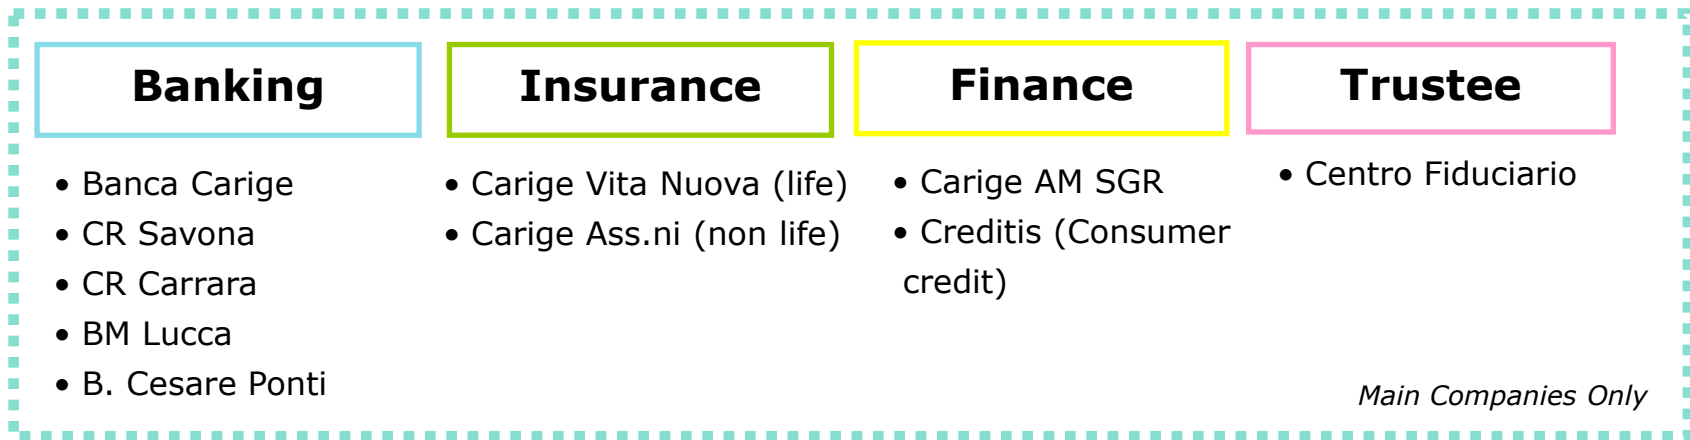 Banking
• Banca Carige
• CR Savona
• CR Carrara
• BM Lucca
• B. Cesare Ponti
Insurance
• Carige Vita Nuova (life)
• Carige Ass.ni (non life)
Finance
• Carige AM SGR
• Creditis (Consumer
credit)
Trustee
• Centro Fiduciario
Main Companies Only